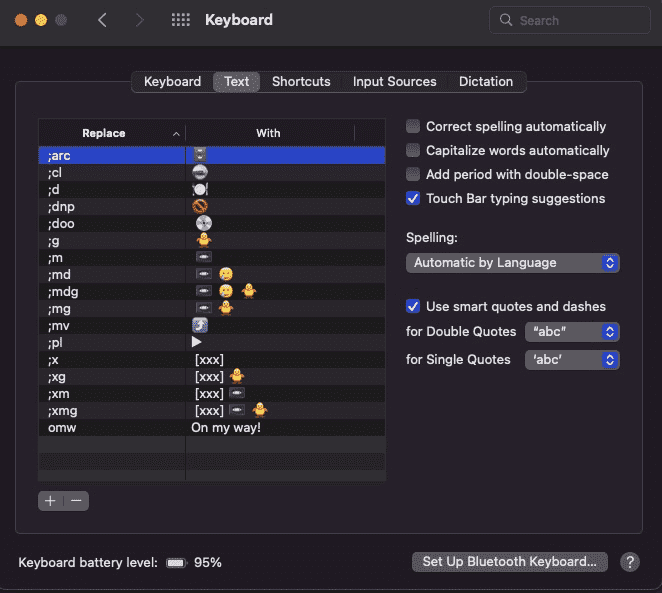 Keyboard
Search
Keyboard Text Shortcuts Input Sources Dictation
Replace With
;arc
;cl
;d
;dnp
;doo
;g
;m
;md
;mdg
;mg
;mv
;pl
;x [xxx]
;xg [xxx]
;xm [xxx]
;xmg [xxx]
omw On my way!
Correct spelling automatically
Capitalize words automatically
Add period with double-space
Touch Bar typing suggestions
Spelling:
Automatic by Language
Use smart quotes and dashes
for Double Quotes “abc”
for Single Quotes ‘abc’
+ −
Keyboard battery level: 95%
Set Up Bluetooth Keyboard... ?